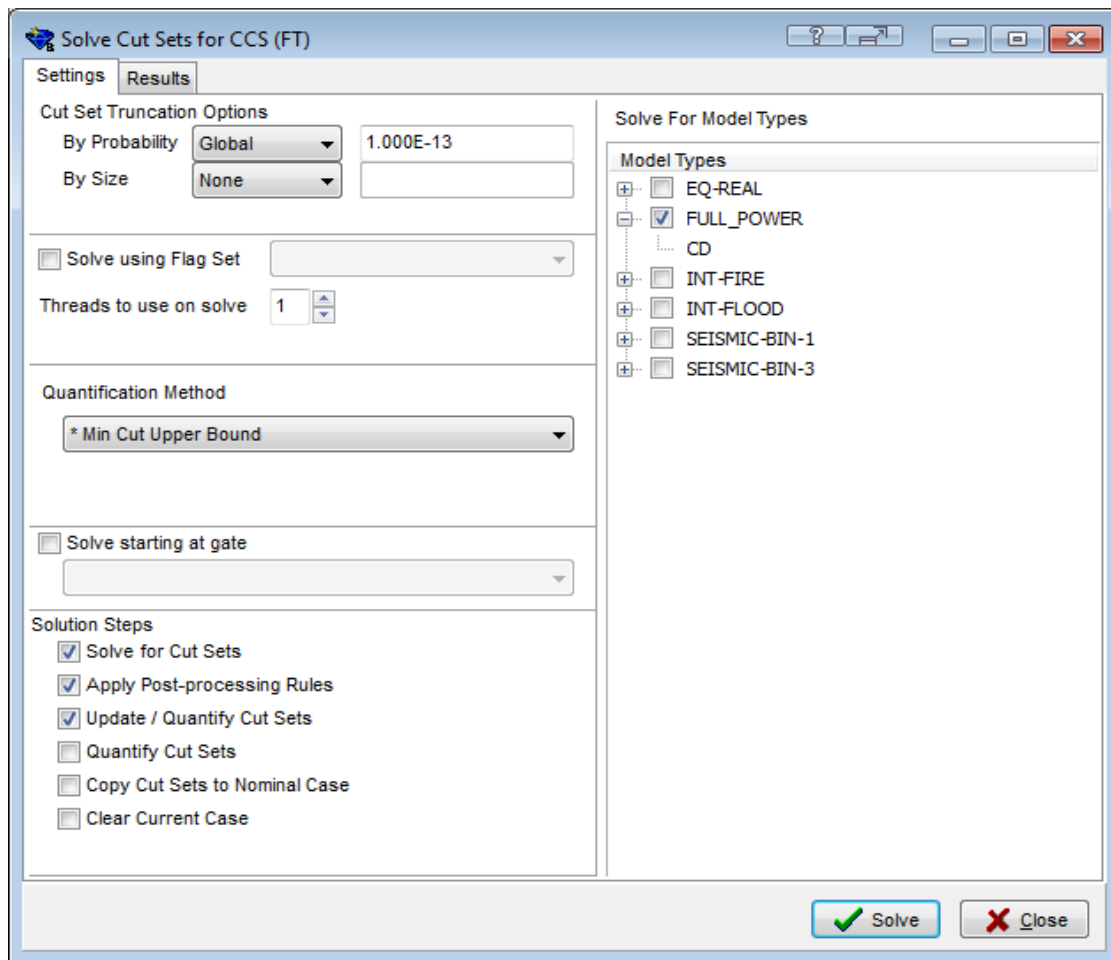 Solve Cut Sets for CCS (FT)
?
Settings Results
Cut Set Truncation Options
By Probability Global 1.000E-13
By Size None
Solve using Flag Set
Threads to use on solve 1
Quantification Method
* Min Cut Upper Bound
Solve starting at gate
Solution Steps
Solve for Cut Sets
Apply Post-processing Rules
Update / Quantify Cut Sets
Quantify Cut Sets
Copy Cut Sets to Nominal Case
Clear Current Case
Solve For Model Types
Model Types
EQ-REAL
FULL_POWER
CD
INT-FIRE
INT-FLOOD
SEISMIC-BIN-1
SEISMIC-BIN-3
Solve Close